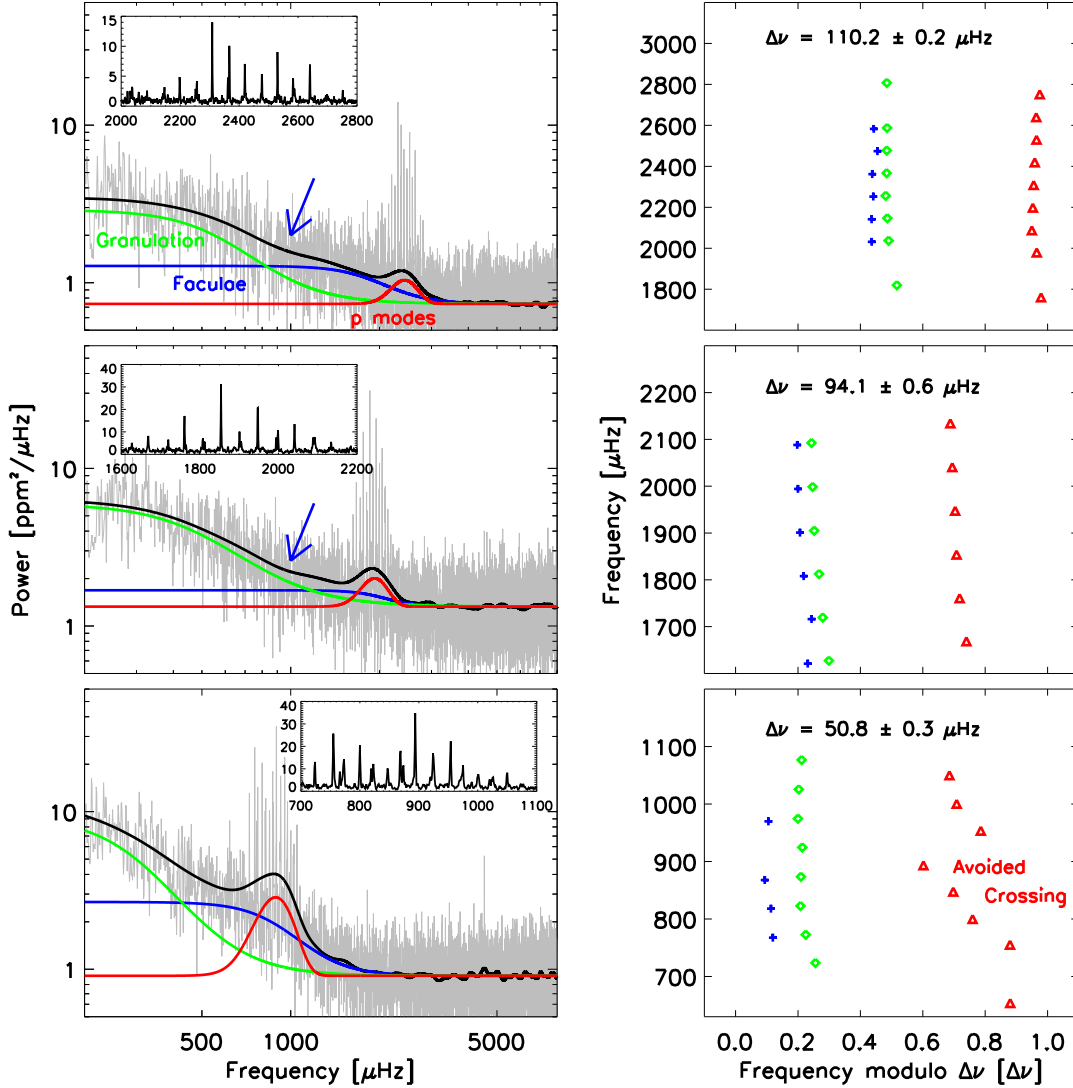 15
10
5
0
2000 2200 2400 2600 2800
10
1
Granulation
Faculae
p modes
Δν = 110.2 ± 0.2 μHz
3000
2800
2600
2400
2200
2000
1800
40
30
20
10
0
1600 1800 2000 2200
10
1
Power [ppm²/μHz]
Δν = 94.1 ± 0.6 μHz
2200
2100
2000
1900
1800
1700
Frequency [μHz]
40
30
20
10
0
700 800 900 1000 1100
10
1
500 1000 5000
Frequency [μHz]
Δν = 50.8 ± 0.3 μHz
1100
1000
900
800
700
Avoided
Crossing
0.0 0.2 0.4 0.6 0.8 1.0
Frequency modulo Δν [Δν]